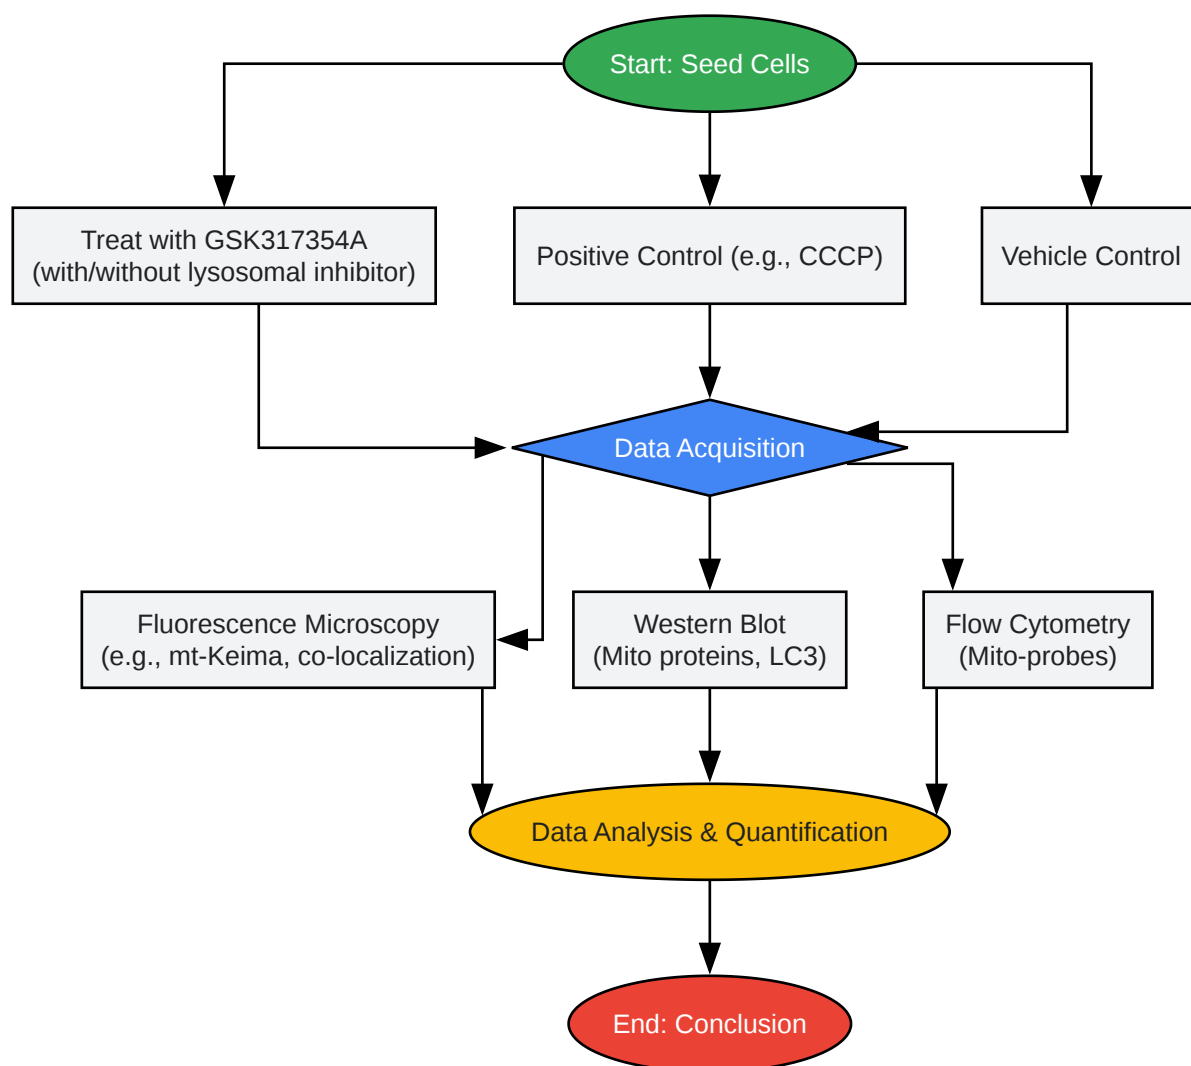 Start: Seed Cells
Treat with GSK317354A
(with/without lysosomal inhibitor)
Positive Control (e.g., CCCP)
Vehicle Control
Data Acquisition
Fluorescence Microscopy
(e.g., mt-Keima, co-localization)
Western Blot
(Mito proteins, LC3)
Flow Cytometry
(Mito-probes)
Data Analysis & Quantification
End: Conclusion